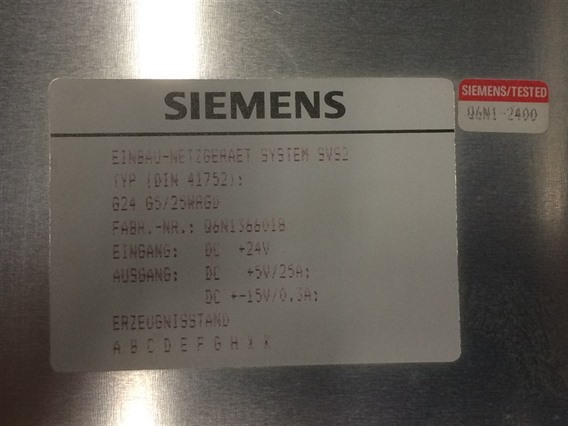 SIEMENS
SIEMENS/TESTED
Q6N1-2400
EINBAU-NETZGERAET SYSTEM SVS2
TYP (DIN 41752):
G24 G5/25WRGD
FABR.-NR.: Q6N1366018
EINGANG: DC +24V
AUSGANG: DC +5V/25A;
DC +-15V/0,3A;
ERZEUGNISSTAND
A B C D E F G H X X